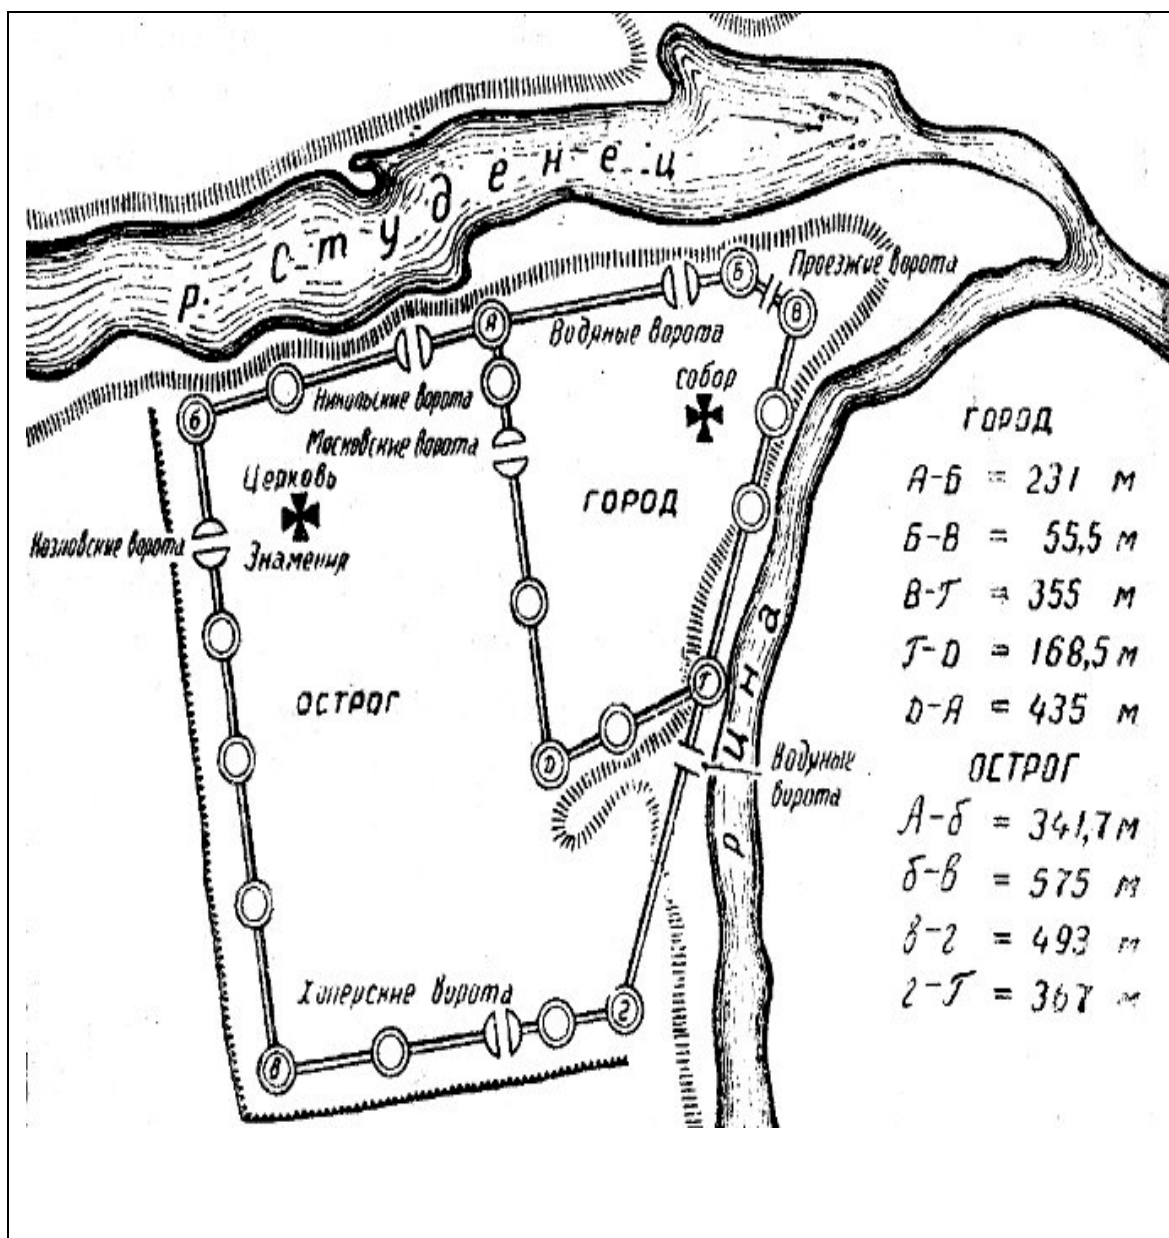 р. Студенец
Проезжие ворота
Б
В
А
Водяные ворота
собор
Никольские ворота
б
Московские ворота
Церковь
ГОРОД
Козловские ворота
Знамения
ОСТРОГ
Г
D
р. Цна
Водяные
ворота
Хоперские ворота
г
в
ГОРОД
А-Б = 231 м
Б-В = 55,5 м
В-Г = 355 м
Г-D = 168,5 м
D-А = 435 м
ОСТРОГ
А-б = 341,7 м
б-в = 575 м
в-г = 493 м
г-Г = 367 м